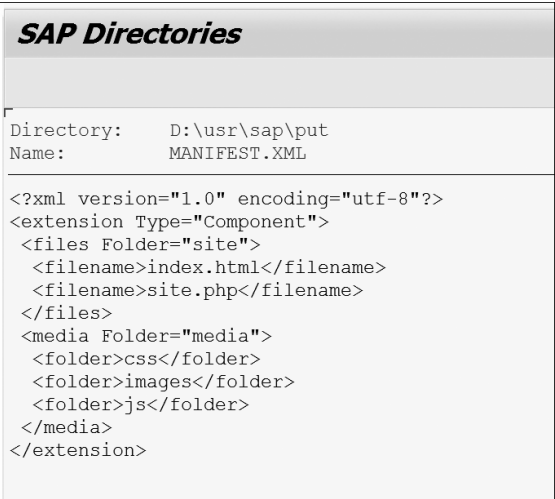 SAP Directories
Directory: D:\usr\sap\put
Name: MANIFEST.XML
<?xml version="1.0" encoding="utf-8"?>
<extension Type="Component">
<files Folder="site">
<filename>index.html</filename>
<filename>site.php</filename>
</files>
<media Folder="media">
<folder>css</folder>
<folder>images</folder>
<folder>js</folder>
</media>
</extension>